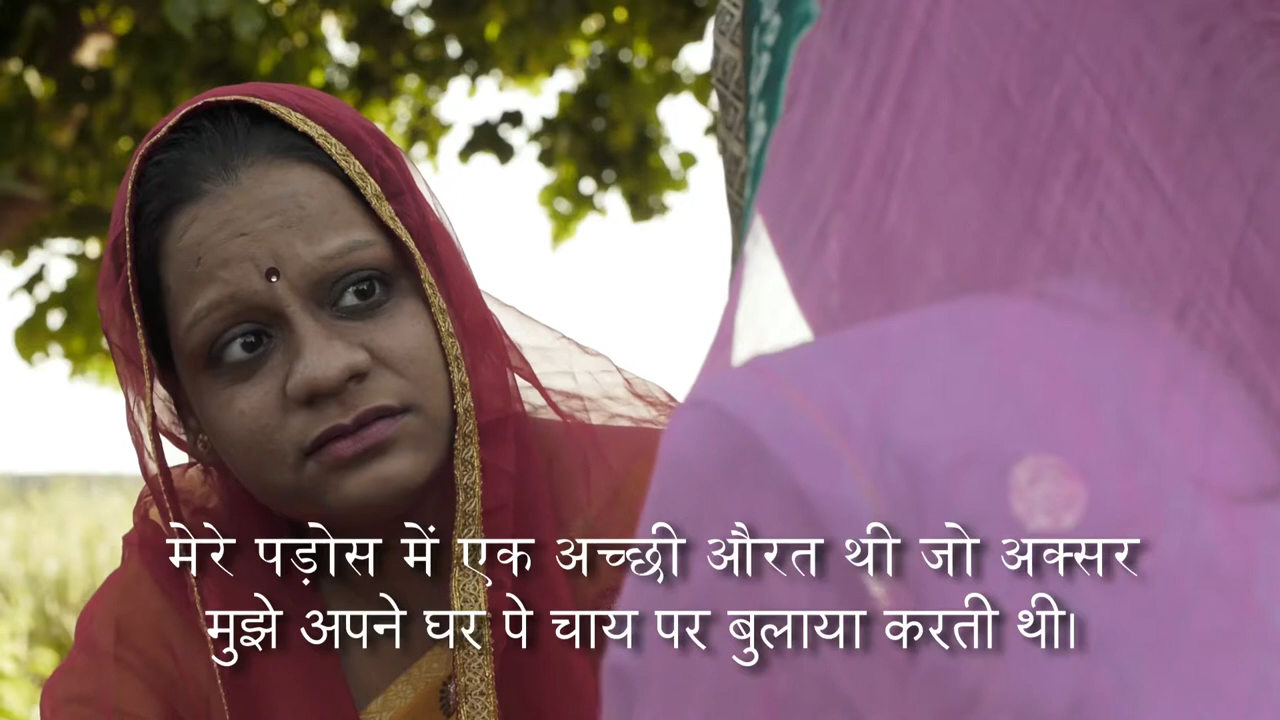 मेरे पड़ोस में एक अच्छी औरत थी जो अक्सर
मुझे अपने घर पे चाय पर बुलाया करती थी।